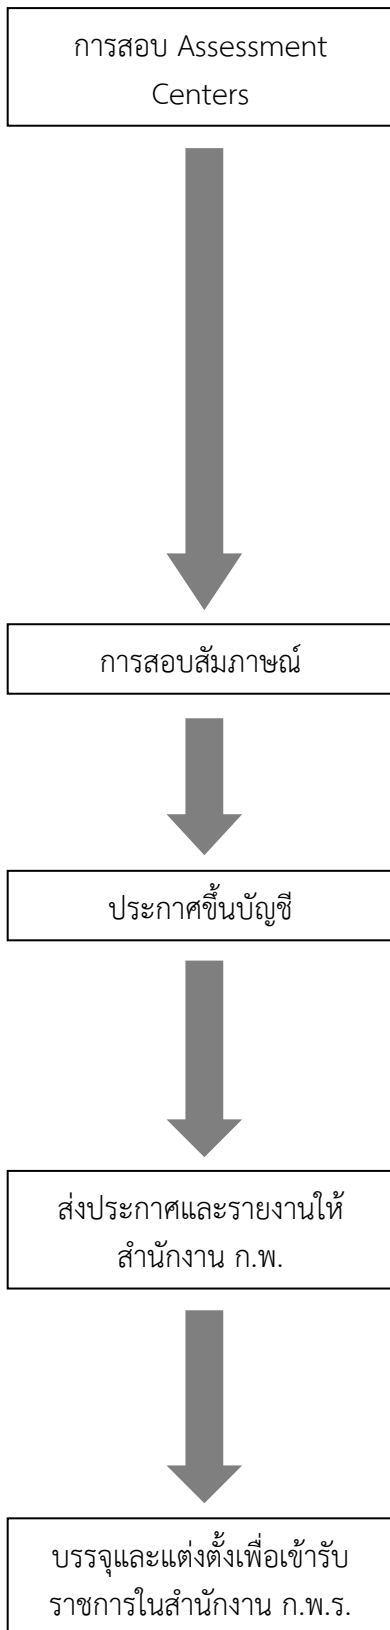 การสอบ Assessment
Centers
การสอบสัมภาษณ์
ประกาศขึ้นบัญชี
ส่งประกาศและรายงานให้
สำนักงาน ก.พ.
บรรจุและแต่งตั้งเพื่อเข้ารับ
ราชการในสำนักงาน ก.พ.ร.